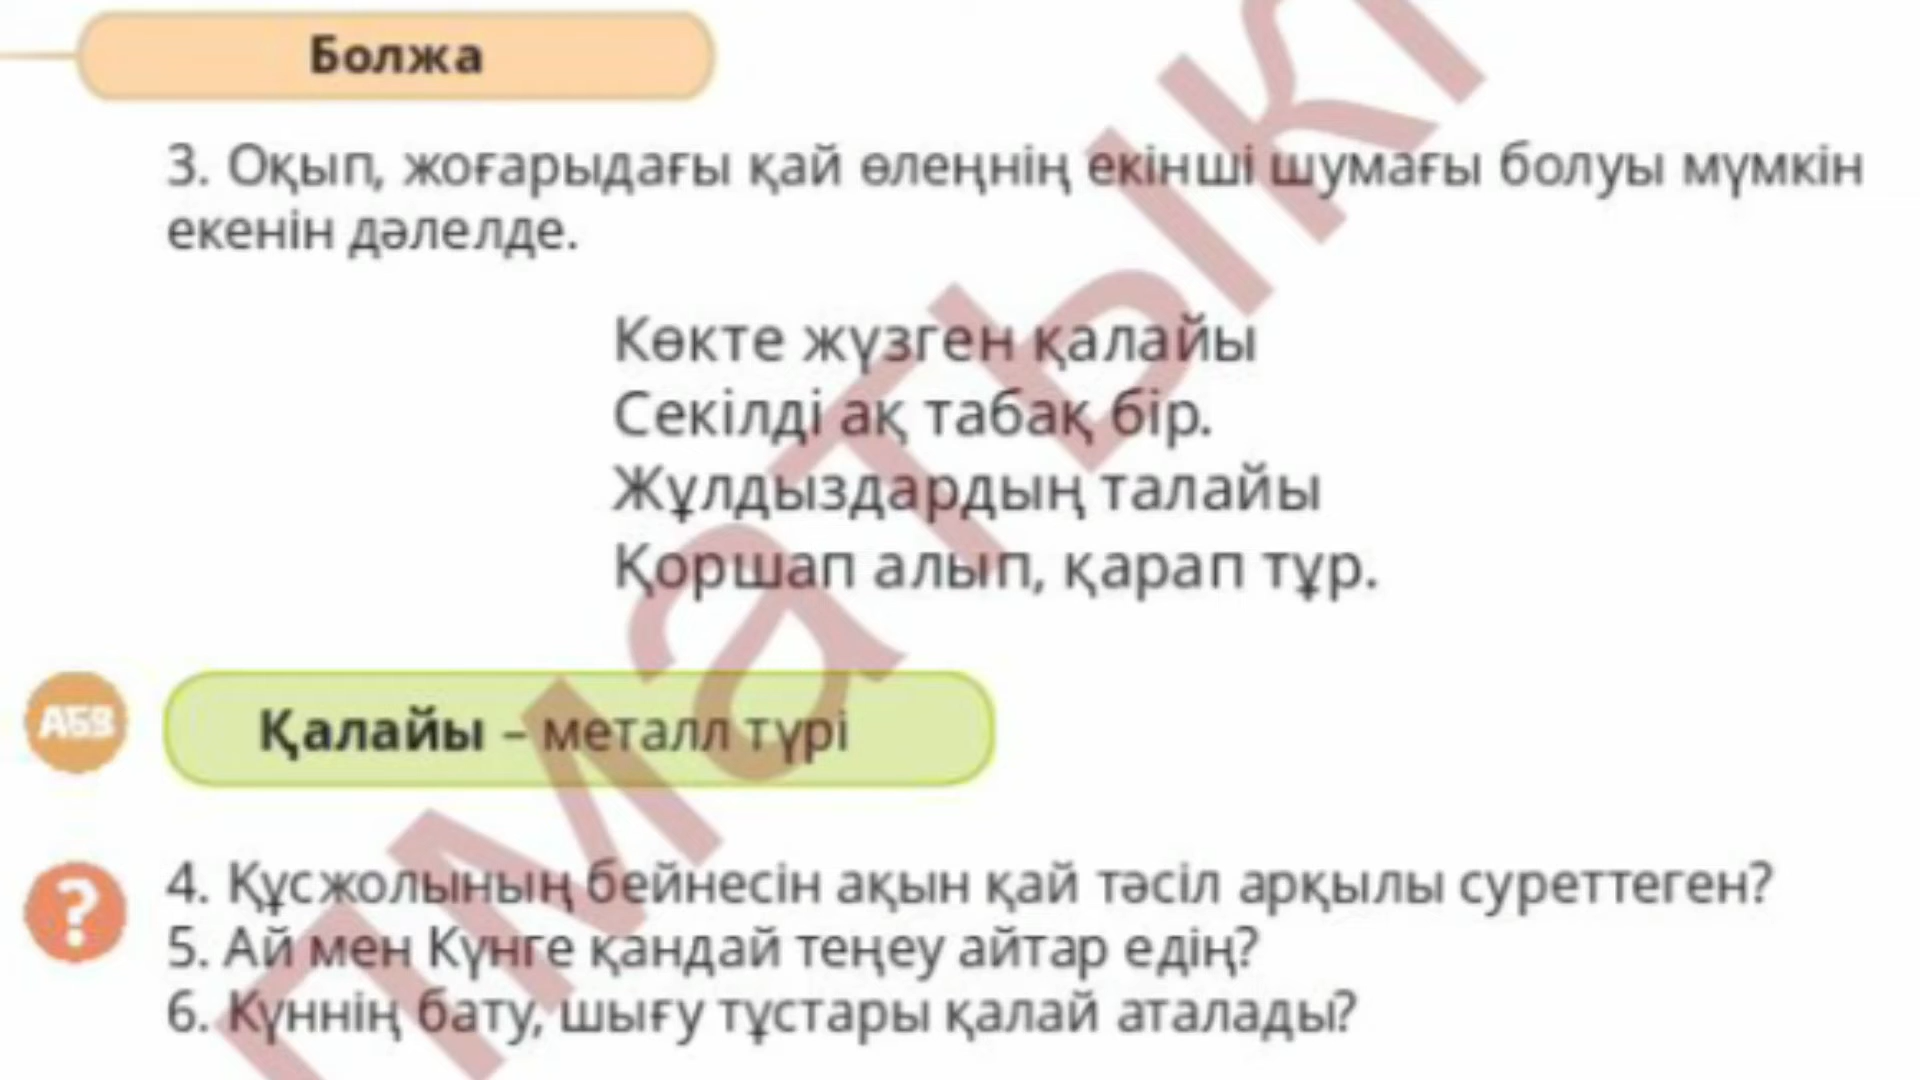 Болжа
3. Оқып, жоғарыдағы қай өлеңнің екінші шумағы болуы мүмкін
екенін дәлелде.
Көкте жүзген қалайы
Секілді ақ табақ бір.
Жұлдыздардың талайы
Қоршап алып, қарап тұр.
АБВ
Қалайы – металл түрі
?
4. Құсжолының бейнесін ақын қай тәсіл арқылы суреттеген?
5. Ай мен Күнге қандай теңеу айтар едің?
6. Күннің бату, шығу тұстары қалай аталады?